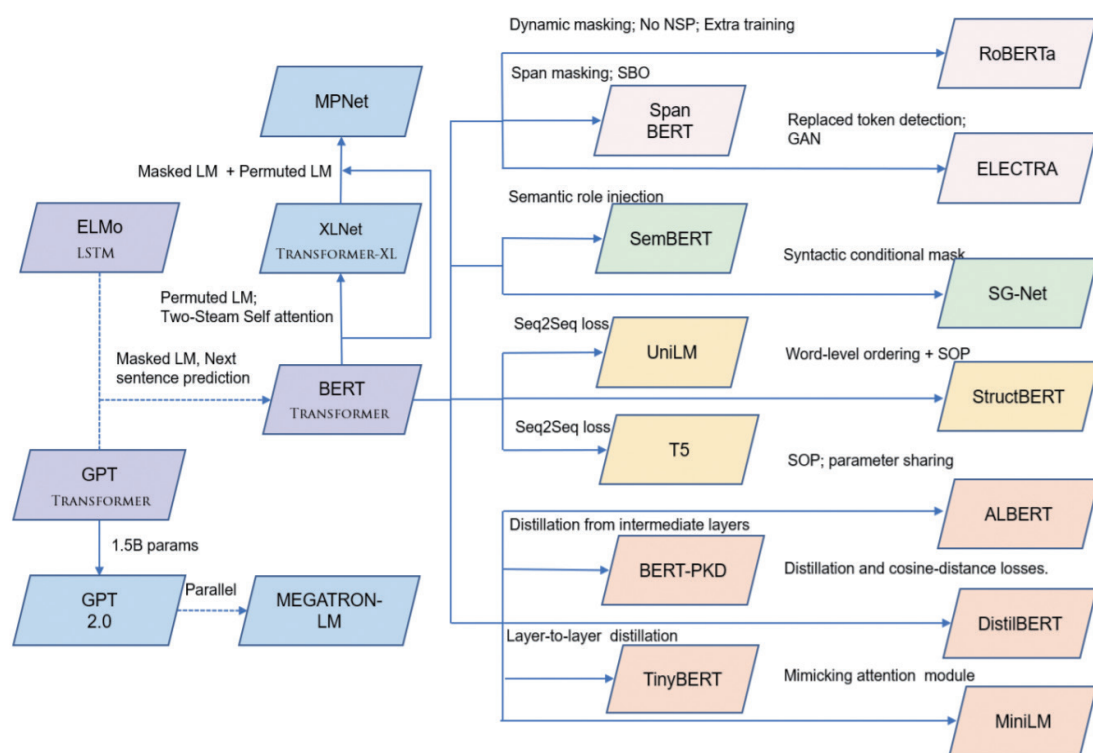 Dynamic masking; No NSP; Extra training
RoBERTa
Span masking; SBO
Span
BERT
Replaced token detection;
GAN
ELECTRA
MPNet
Masked LM + Permuted LM
ELMo
LSTM
XLNet
TRANSFORMER-XL
Semantic role injection
SemBERT
Syntactic conditional mask
SG-Net
Permuted LM;
Two-Steam Self attention
Seq2Seq loss
UniLM
Masked LM, Next
sentence prediction
BERT
TRANSFORMER
Word-level ordering + SOP
StructBERT
Seq2Seq loss
T5
GPT
TRANSFORMER
SOP; parameter sharing
ALBERT
1.5B params
Distillation from intermediate layers
BERT-PKD
Distillation and cosine-distance losses.
DistilBERT
GPT
2.0
Parallel
MEGATRON-
LM
Layer-to-layer distillation
TinyBERT
Mimicking attention module
MiniLM